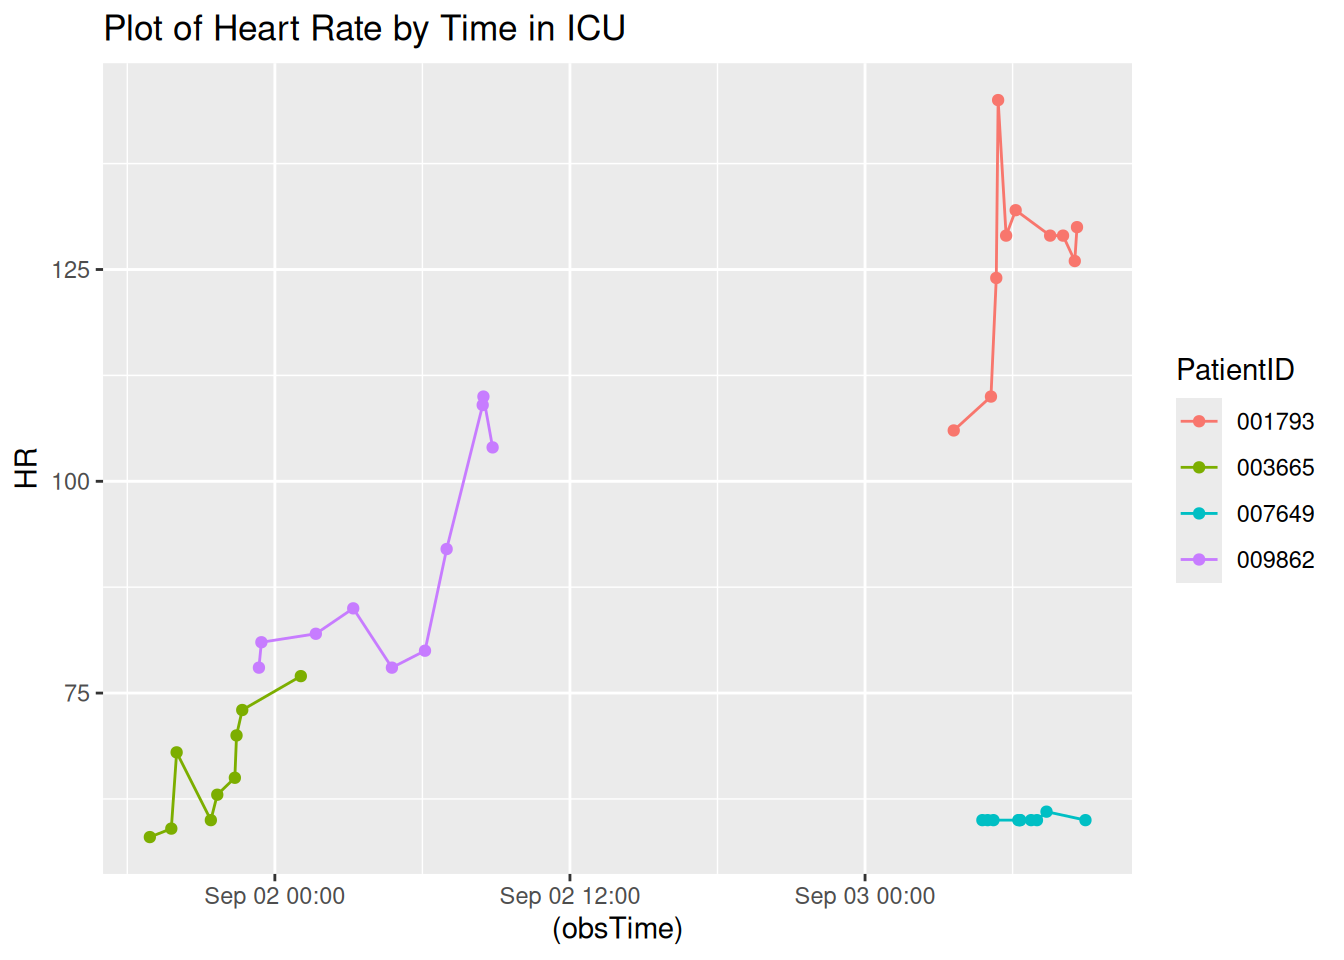 Plot of Heart Rate by Time in ICU
125
100
75
HR
Sep 02 00:00
Sep 02 12:00
Sep 03 00:00
(obsTime)
PatientID
001793
003665
007649
009862